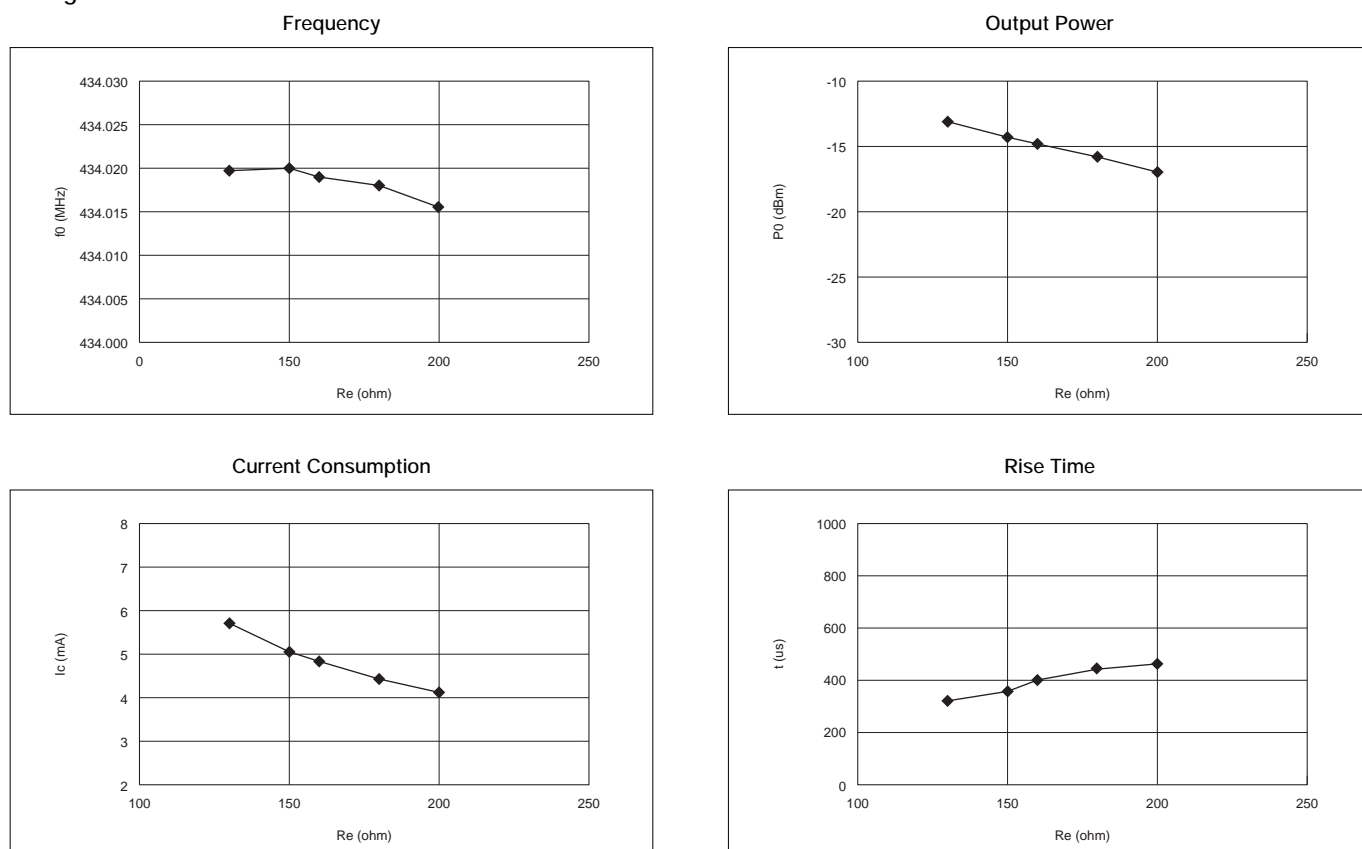 Frequency
434.030
434.025
434.020
434.015
434.010
434.005
434.000
f0 (MHz)
0 150 200 250
Re (ohm)
Output Power
-10
-15
-20
-25
-30
P0 (dBm)
100 150 200 250
Re (ohm)
Current Consumption
8
7
6
5
4
3
2
Ic (mA)
100 150 200 250
Re (ohm)
Rise Time
1000
800
600
400
200
0
t (us)
100 150 200 250
Re (ohm)